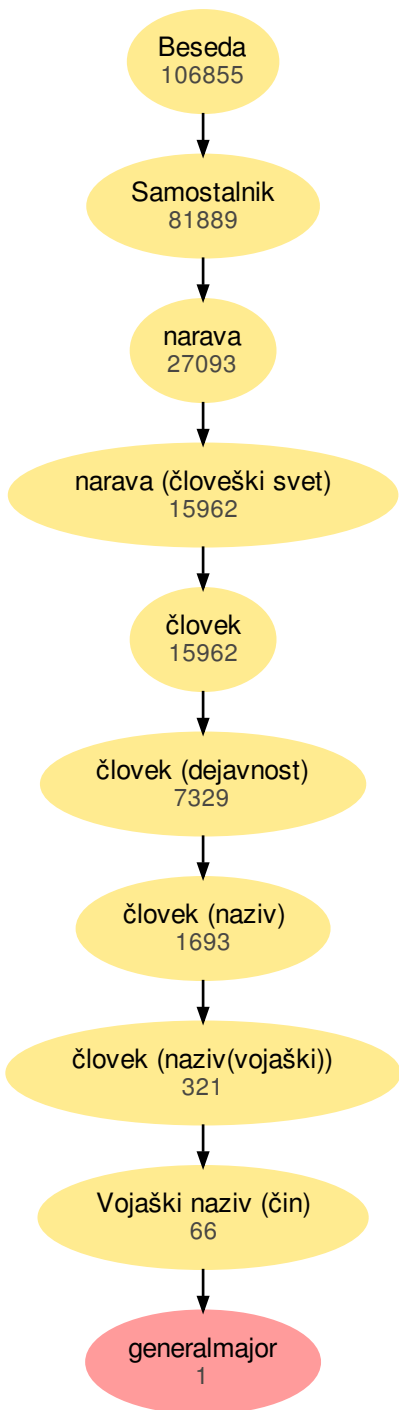 Beseda
106855
Samostalnik
81889
narava
27093
narava (človeški svet)
15962
človek
15962
človek (dejavnost)
7329
človek (naziv)
1693
človek (naziv(vojaški))
321
Vojaški naziv (čin)
66
generalmajor
1